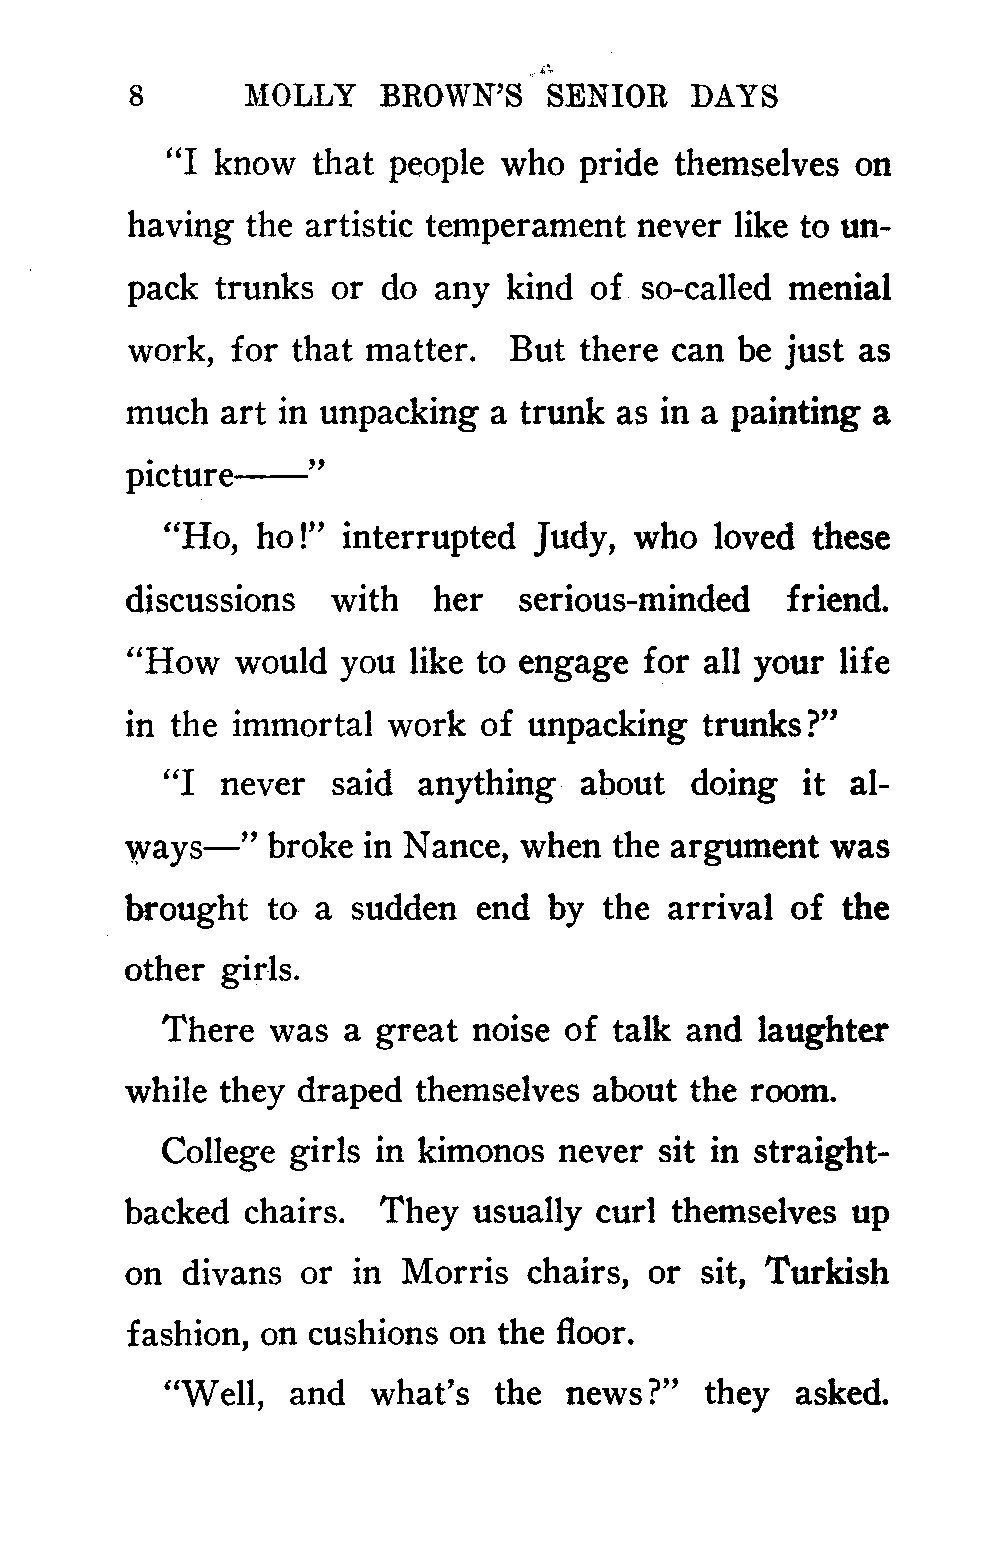 8 MOLLY BROWN'S SENIOR DAYS
"I know that people who pride themselves on
having the artistic temperament never like to un-
pack trunks or do any kind of so-called menial
work, for that matter. But there can be just as
much art in unpacking a trunk as in a painting a
picture——"
"Ho, ho!" interrupted Judy, who loved these
discussions with her serious-minded friend.
"How would you like to engage for all your life
in the immortal work of unpacking trunks?"
"I never said anything about doing it al-
ways—" broke in Nance, when the argument was
brought to a sudden end by the arrival of the
other girls.
There was a great noise of talk and laughter
while they draped themselves about the room.
College girls in kimonos never sit in straight-
backed chairs. They usually curl themselves up
on divans or in Morris chairs, or sit, Turkish
fashion, on cushions on the floor.
"Well, and what's the news?" they asked.